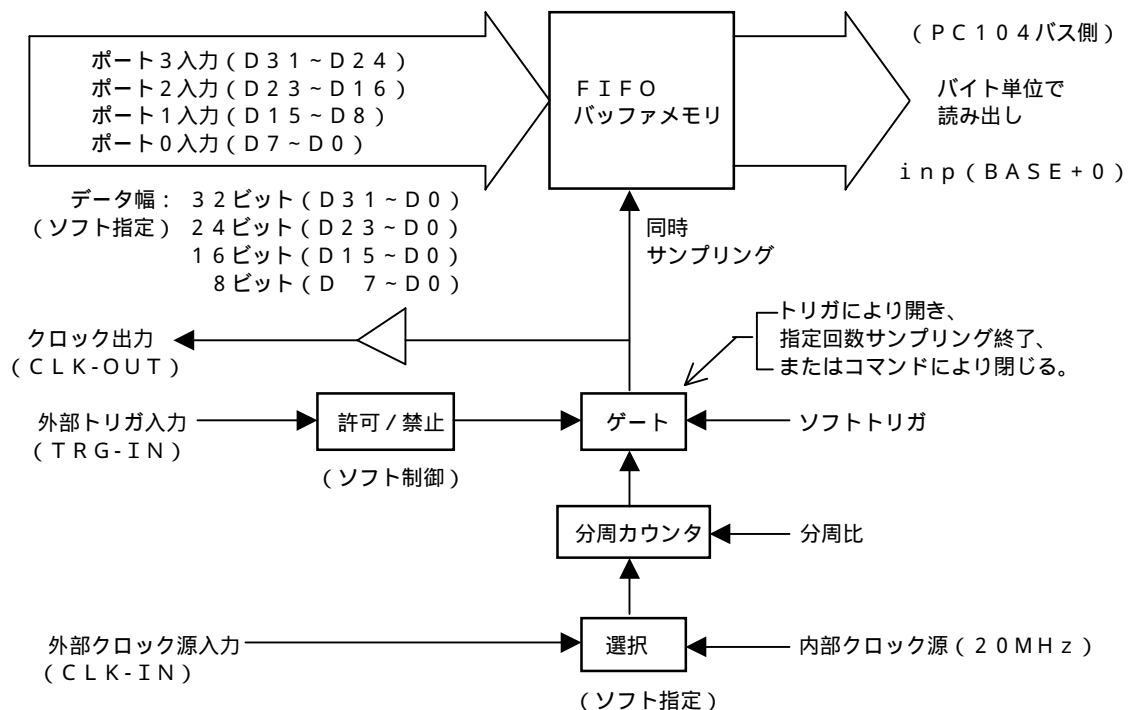 ポート３入力（Ｄ３１～Ｄ２４）
ポート２入力（Ｄ２３～Ｄ１６）
ポート１入力（Ｄ１５～Ｄ８）
ポート０入力（Ｄ７～Ｄ０）
ＦＩＦＯ
バッファメモリ
（ＰＣ１０４バス側）
バイト単位で
読み出し
ｉｎｐ（ＢＡＳＥ＋０）
データ幅： ３２ビット（Ｄ３１～Ｄ０）
（ソフト指定） ２４ビット（Ｄ２３～Ｄ０）
１６ビット（Ｄ１５～Ｄ０）
８ビット（Ｄ　７～Ｄ０）
同時
サンプリング
クロック出力
（ＣＬＫ-ＯＵＴ）
トリガにより開き、
指定回数サンプリング終了、
またはコマンドにより閉じる。
外部トリガ入力
（ＴＲＧ-ＩＮ）
許可／禁止
（ソフト制御）
ゲート
ソフトトリガ
分周カウンタ
分周比
外部クロック源入力
（ＣＬＫ-ＩＮ）
選択
（ソフト指定）
内部クロック源（２０ＭＨｚ）